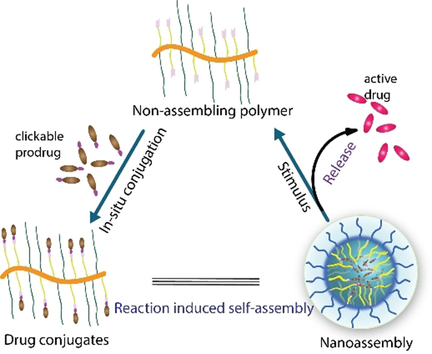 Non-assembling polymer
active
drug
clickable
prodrug
In-situ conjugation
Stimulus
Release
Reaction induced self-assembly
Drug conjugates
Nanoassembly